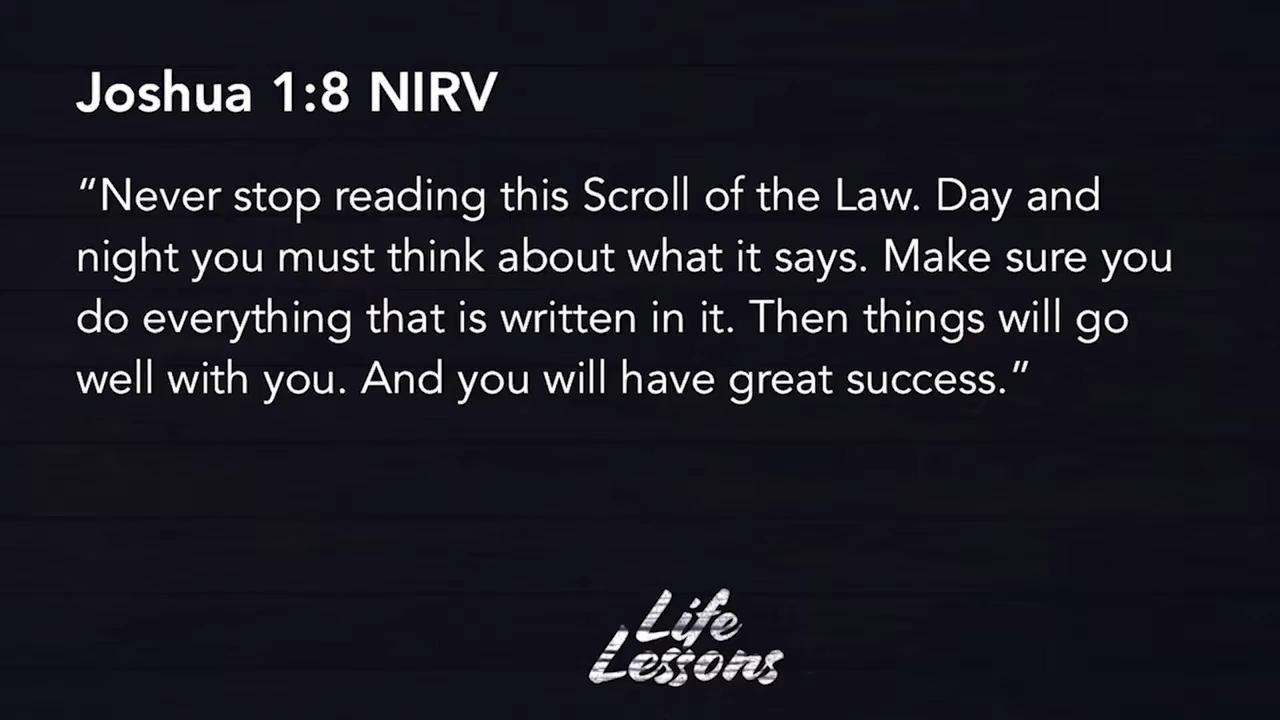 Joshua 1:8 NIRV
“Never stop reading this Scroll of the Law. Day and
night you must think about what it says. Make sure you
do everything that is written in it. Then things will go
well with you. And you will have great success.”
Life
Lessons